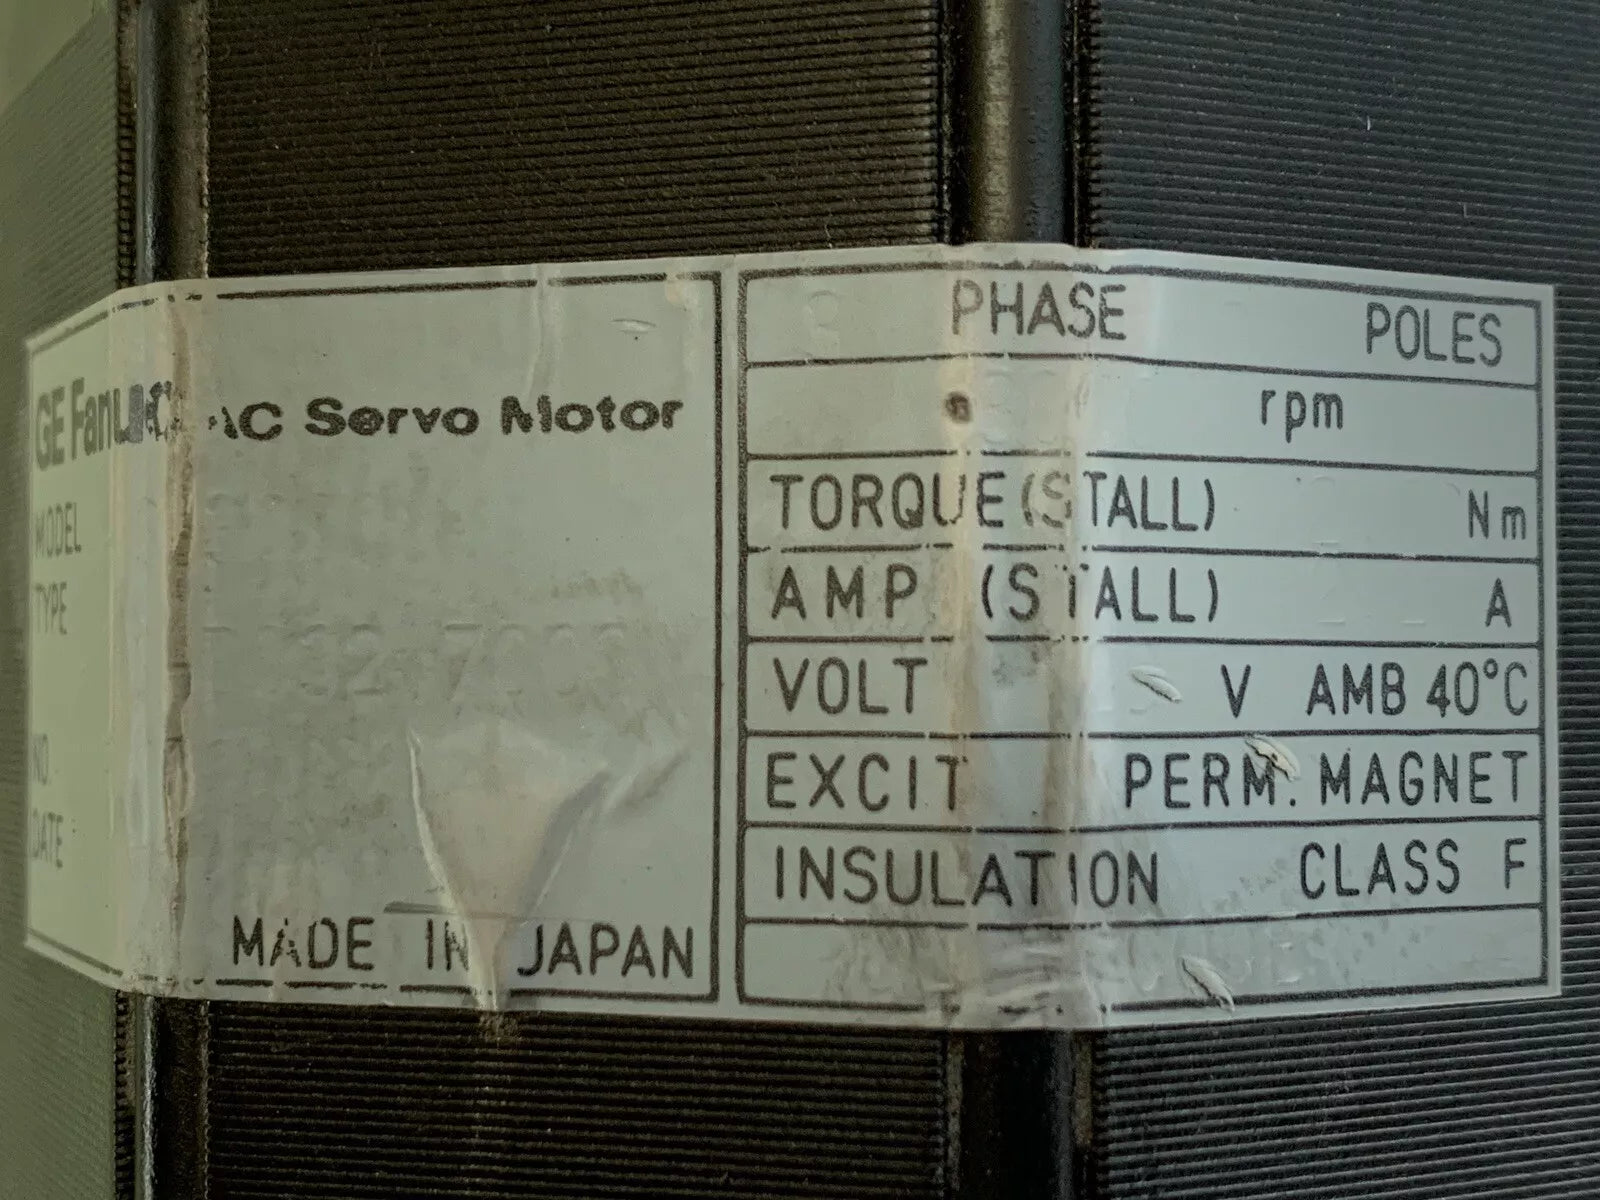 GE Fanuc AC Servo Motor
MODEL
TYPE
NO.
DATE
MADE IN JAPAN
PHASE POLES
rpm
TORQUE (STALL) Nm
AMP (STALL) A
VOLT V AMB 40°C
EXCIT PERM. MAGNET
INSULATION CLASS F